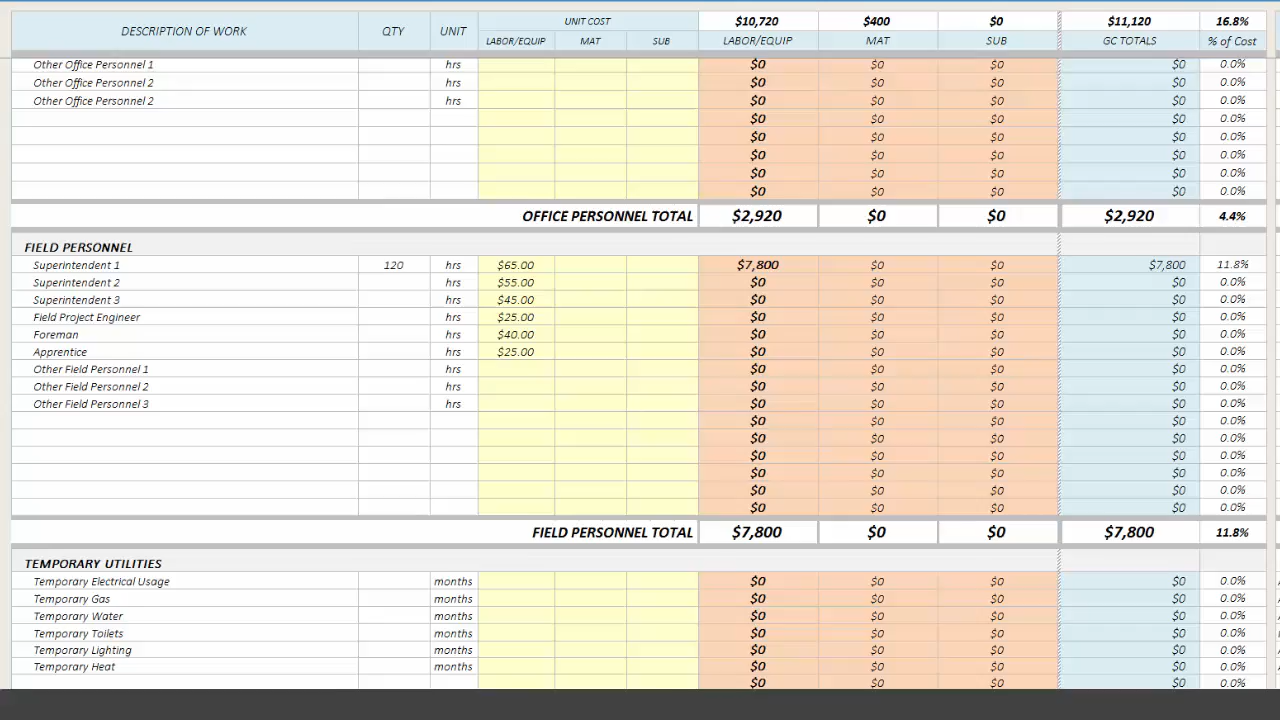 DESCRIPTION OF WORK QTY UNIT UNIT COST $10,720 $400 $0 $11,120 16.8%
LABOR/EQUIP MAT SUB LABOR/EQUIP MAT SUB GC TOTALS % of Cost
Other Office Personnel 1 hrs $0 $0 $0 $0 0.0%
Other Office Personnel 2 hrs $0 $0 $0 $0 0.0%
Other Office Personnel 2 hrs $0 $0 $0 $0 0.0%
$0 $0 $0 $0 0.0%
$0 $0 $0 $0 0.0%
$0 $0 $0 $0 0.0%
$0 $0 $0 $0 0.0%
$0 $0 $0 $0 0.0%
OFFICE PERSONNEL TOTAL $2,920 $0 $0 $2,920 4.4%
FIELD PERSONNEL
Superintendent 1 120 hrs $65.00 $7,800 $0 $0 $7,800 11.8%
Superintendent 2 hrs $55.00 $0 $0 $0 $0 0.0%
Superintendent 3 hrs $45.00 $0 $0 $0 $0 0.0%
Field Project Engineer hrs $25.00 $0 $0 $0 $0 0.0%
Foreman hrs $40.00 $0 $0 $0 $0 0.0%
Apprentice hrs $25.00 $0 $0 $0 $0 0.0%
Other Field Personnel 1 hrs $0 $0 $0 $0 0.0%
Other Field Personnel 2 hrs $0 $0 $0 $0 0.0%
Other Field Personnel 3 hrs $0 $0 $0 $0 0.0%
$0 $0 $0 $0 0.0%
$0 $0 $0 $0 0.0%
$0 $0 $0 $0 0.0%
$0 $0 $0 $0 0.0%
$0 $0 $0 $0 0.0%
$0 $0 $0 $0 0.0%
FIELD PERSONNEL TOTAL $7,800 $0 $0 $7,800 11.8%
TEMPORARY UTILITIES
Temporary Electrical Usage months $0 $0 $0 $0 0.0%
Temporary Gas months $0 $0 $0 $0 0.0%
Temporary Water months $0 $0 $0 $0 0.0%
Temporary Toilets months $0 $0 $0 $0 0.0%
Temporary Lighting months $0 $0 $0 $0 0.0%
Temporary Heat months $0 $0 $0 $0 0.0%
$0 $0 $0 $0 0.0%